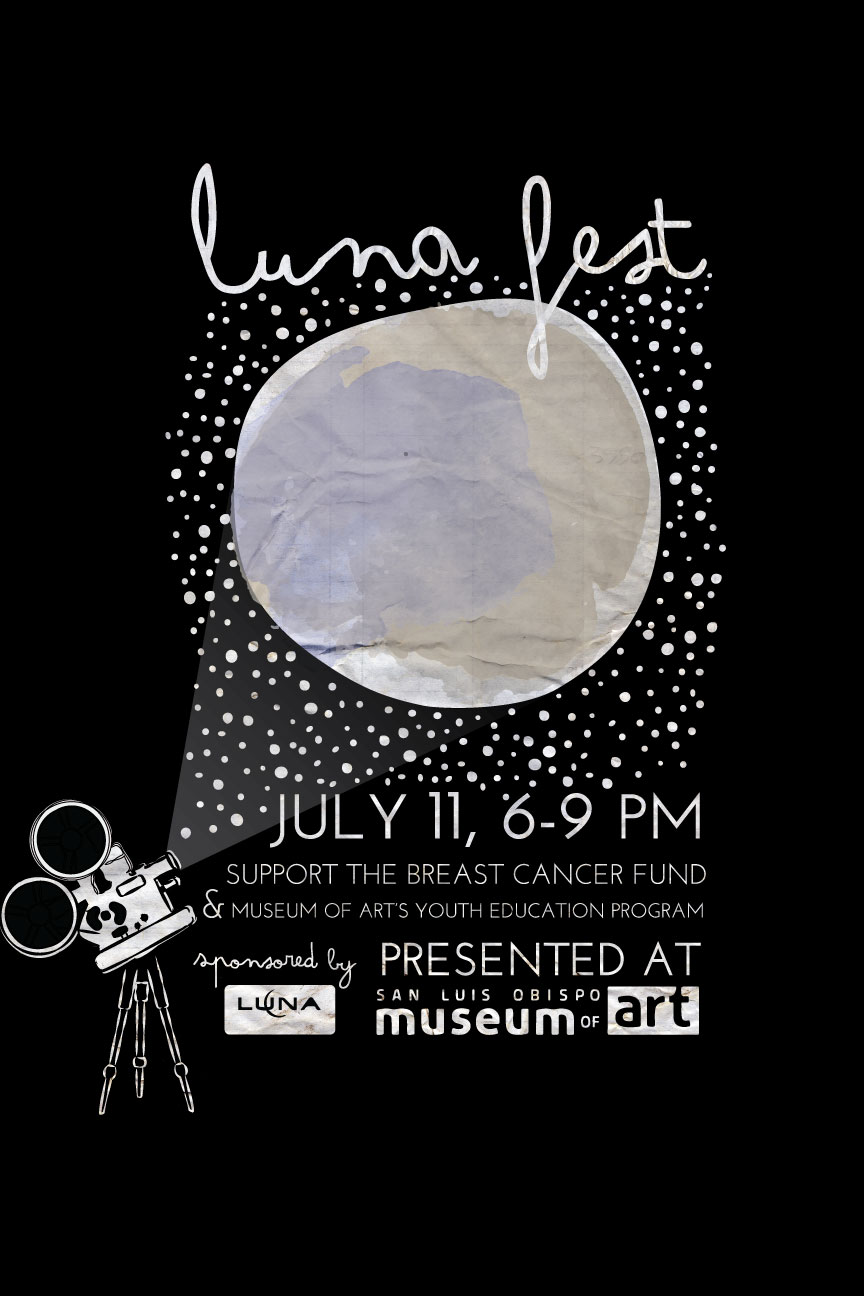 luna fest
JULY 11, 6-9 PM
SUPPORT THE BREAST CANCER FUND
& MUSEUM OF ART'S YOUTH EDUCATION PROGRAM
sponsored by
LUNA
PRESENTED AT
SAN LUIS OBISPO
museum OF art